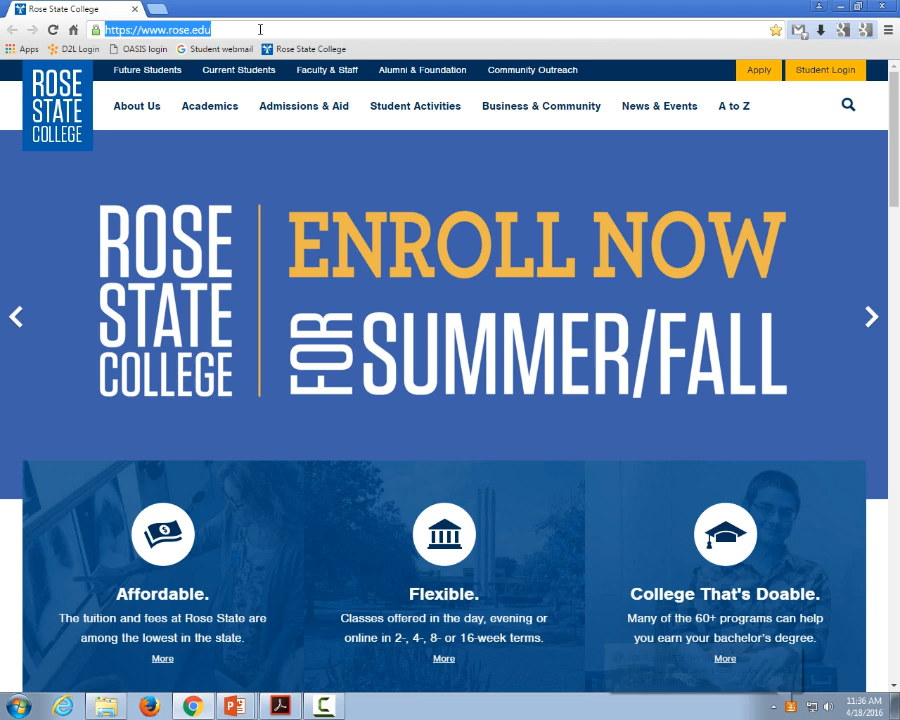 Rose State College
https://www.rose.edu
Apps D2L Login OASIS login Student webmail Rose State College
Future Students Current Students Faculty & Staff Alumni & Foundation Community Outreach Apply Student Login
ROSE
STATE
COLLEGE
About Us Academics Admissions & Aid Student Activities Business & Community News & Events A to Z
ROSE
STATE
COLLEGE
ENROLL NOW
FOR SUMMER/FALL
Affordable.
The tuition and fees at Rose State are
among the lowest in the state.
More
Flexible.
Classes offered in the day, evening or
online in 2-, 4-, 8- or 16-week terms.
More
College That's Doable.
Many of the 60+ programs can help
you earn your bachelor's degree.
More
11:36 AM
4/18/2016